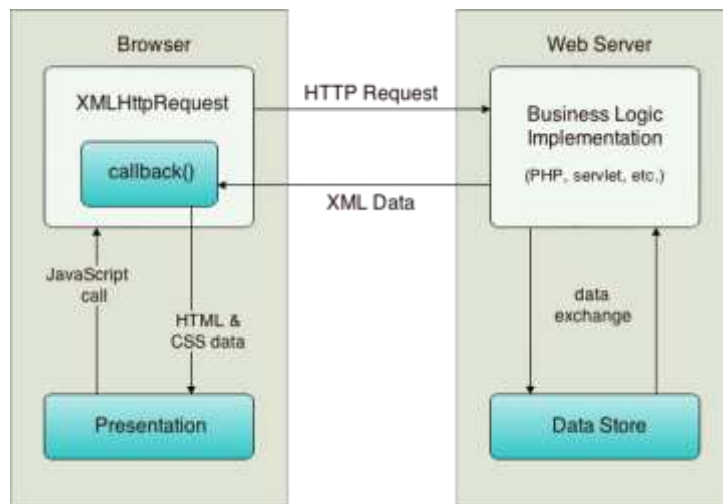 Browser
XMLHttpRequest
callback()
JavaScript
call
HTML &
CSS data
Presentation
HTTP Request
XML Data
Web Server
Business Logic
Implementation
(PHP, servlet, etc.)
data
exchange
Data Store